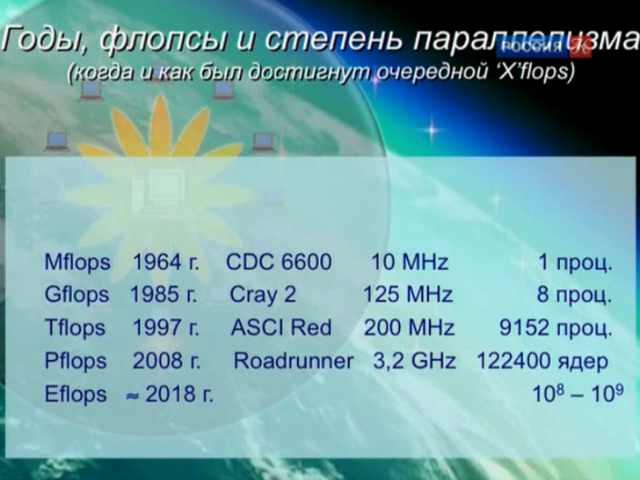 Годы, флопсы и степень параллелизма
РОССИЯ К
(когда и как был достигнут очередной ‘X’flops)
Mflops 1964 г. CDC 6600 10 MHz 1 проц.
Gflops 1985 г. Cray 2 125 MHz 8 проц.
Tflops 1997 г. ASCI Red 200 MHz 9152 проц.
Pflops 2008 г. Roadrunner 3,2 GHz 122400 ядер
Eflops ≈ 2018 г. 10⁸ – 10⁹